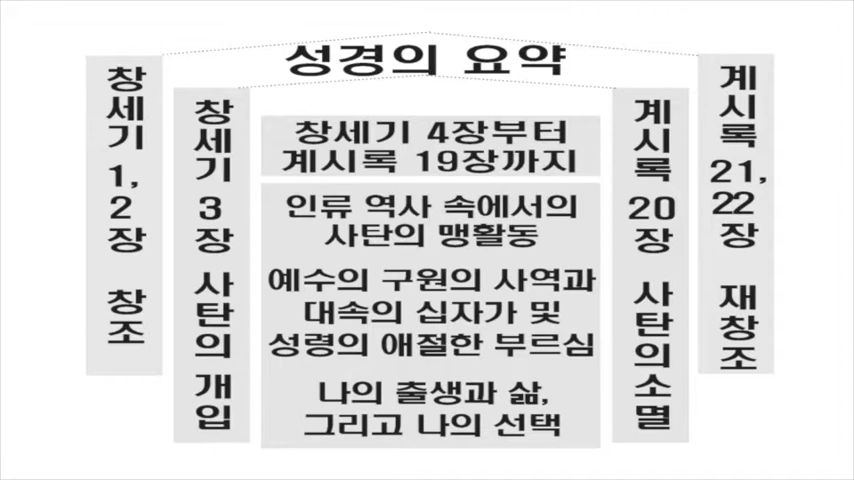 성경의 요약
창세기 1, 2장 창조
창세기 3장 사탄의 개입
창세기 4장부터
계시록 19장까지
인류 역사 속에서의
사탄의 맹활동
예수의 구원의 사역과
대속의 십자가 및
성령의 애절한 부르심
나의 출생과 삶,
그리고 나의 선택
계시록 20장 사탄의 소멸
계시록 21, 22장 재창조